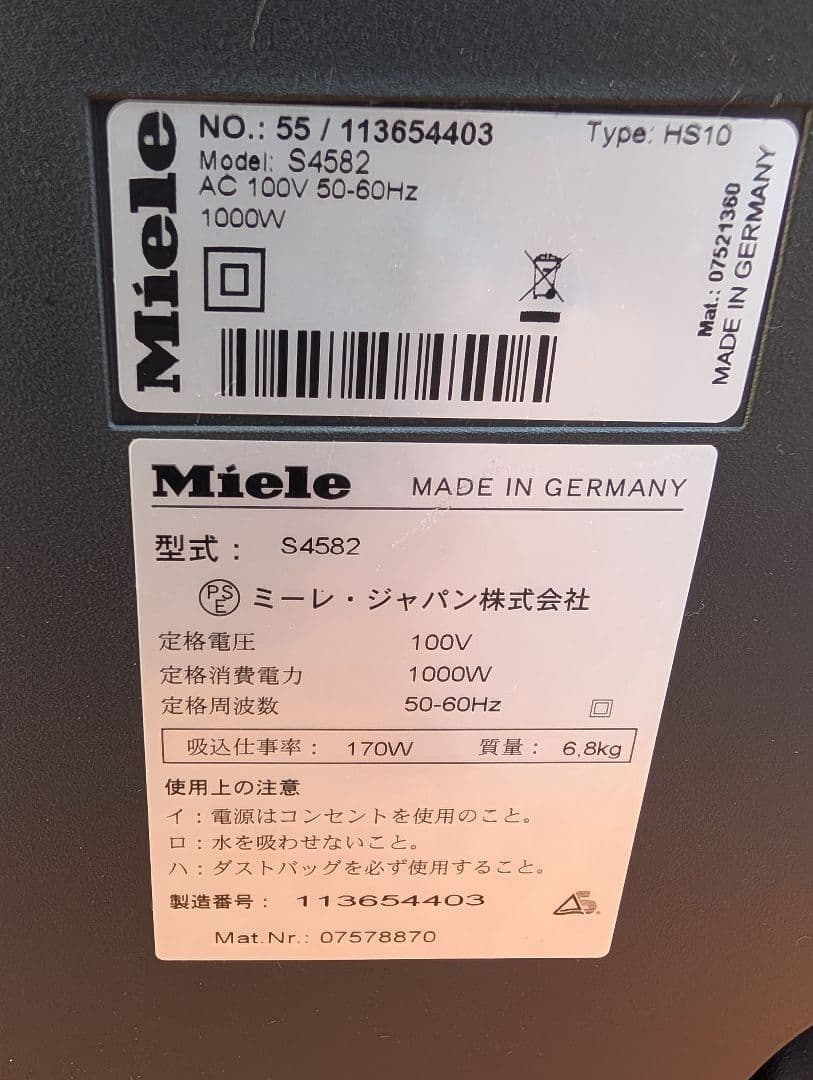 Miele
NO.: 55 / 113654403
Type: HS10
Model: S4582
AC 100V 50-60Hz
1000W
Mat.: 07521360
MADE IN GERMANY
Miele
MADE IN GERMANY
型式： S4582
PSE ミーレ・ジャパン株式会社
定格電圧 100V
定格消費電力 1000W
定格周波数 50-60Hz
吸込仕事率： 170W 質量： 6,8kg
使用上の注意
イ：電源はコンセントを使用のこと。
ロ：水を吸わせないこと。
ハ：ダストバッグを必ず使用すること。
製造番号： 113654403
Mat.Nr.: 07578870